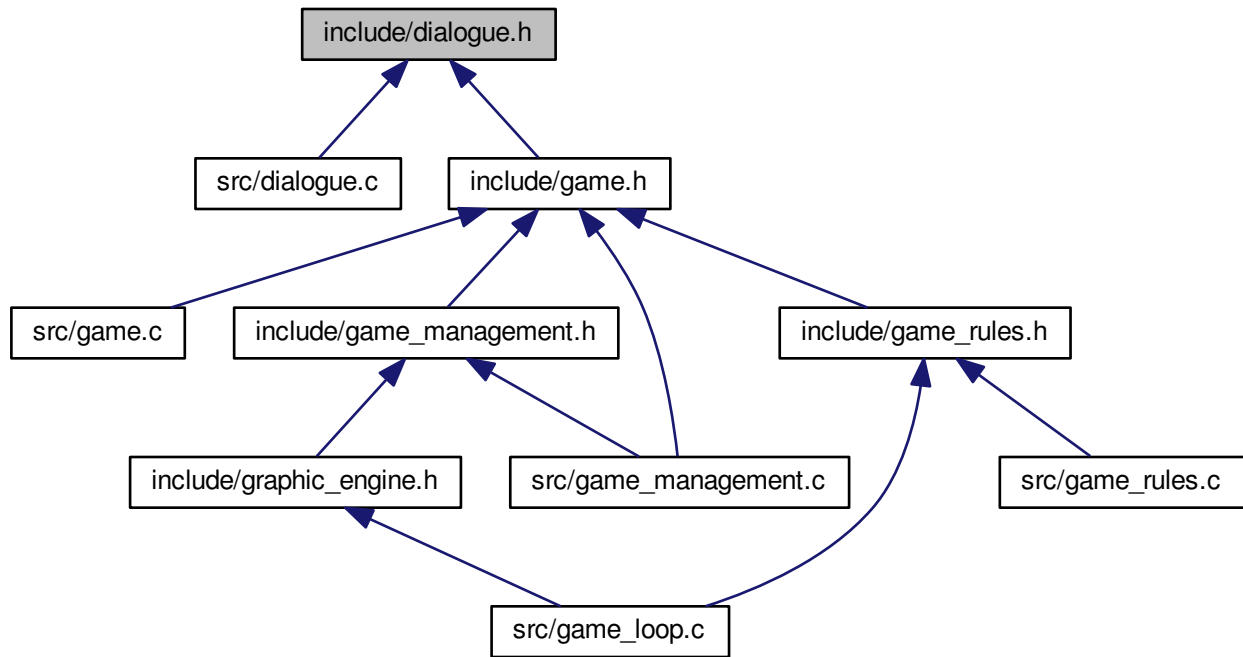 include/dialogue.h
src/dialogue.c
include/game.h
src/game.c
include/game_management.h
include/game_rules.h
include/graphic_engine.h
src/game_management.c
src/game_rules.c
src/game_loop.c